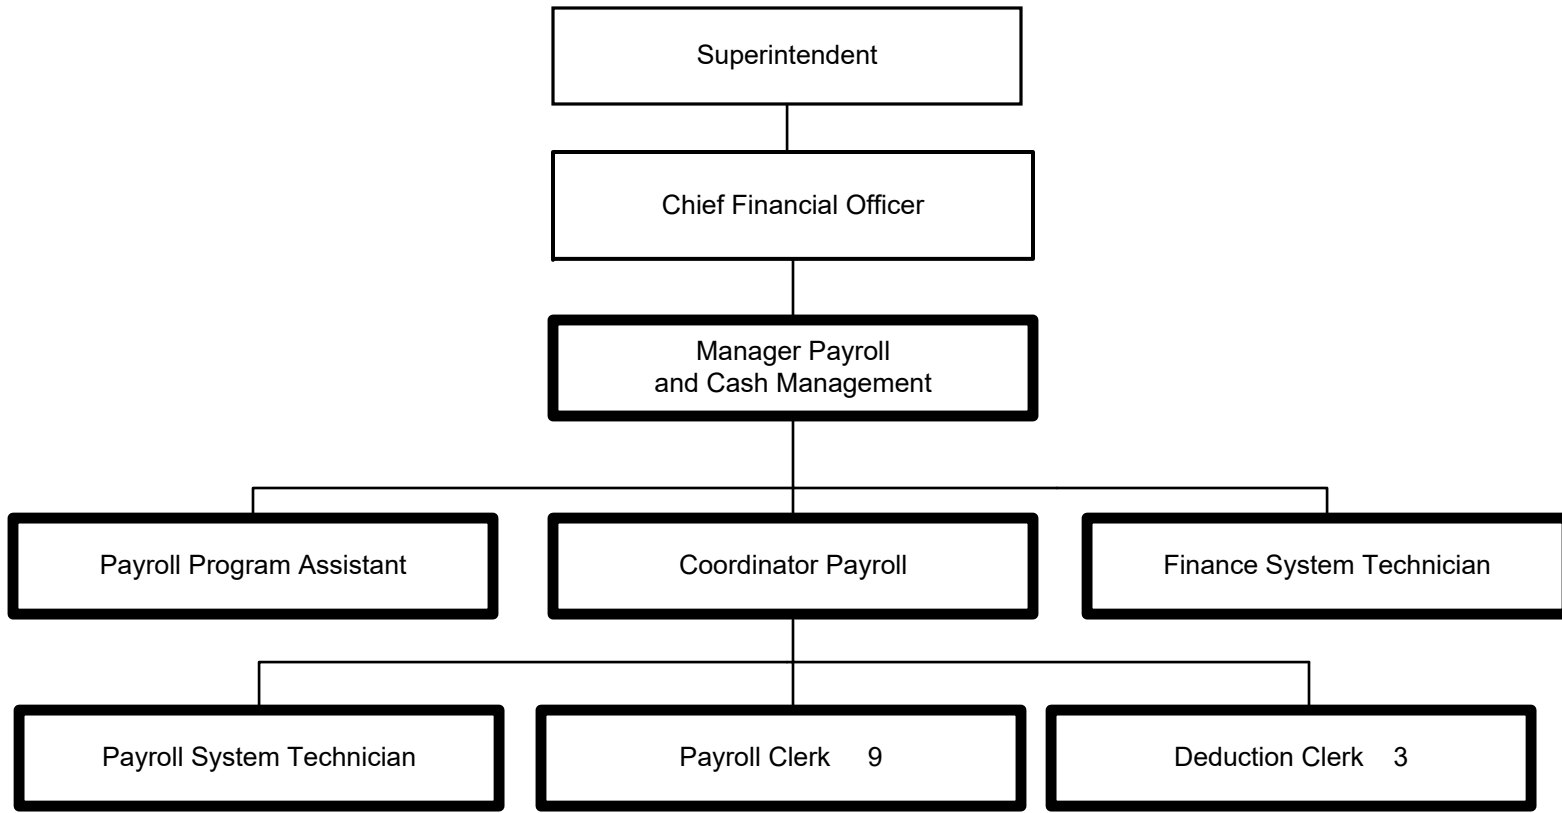 Superintendent
Chief Financial Officer
Manager Payroll
and Cash Management
Payroll Program Assistant
Coordinator Payroll
Finance System Technician
Payroll System Technician
Payroll Clerk 9
Deduction Clerk 3